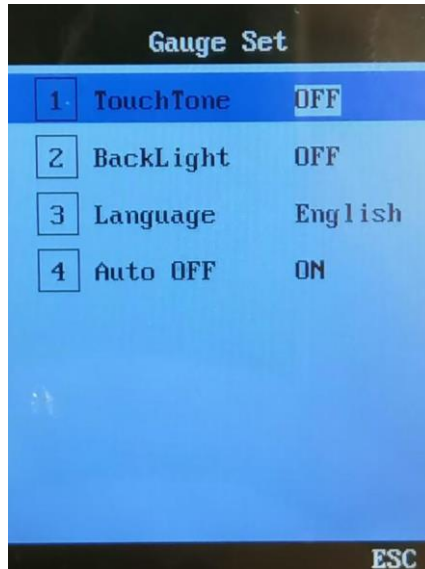 Gauge Set
1 TouchTone OFF
2 BackLight OFF
3 Language English
4 Auto OFF ON
ESC